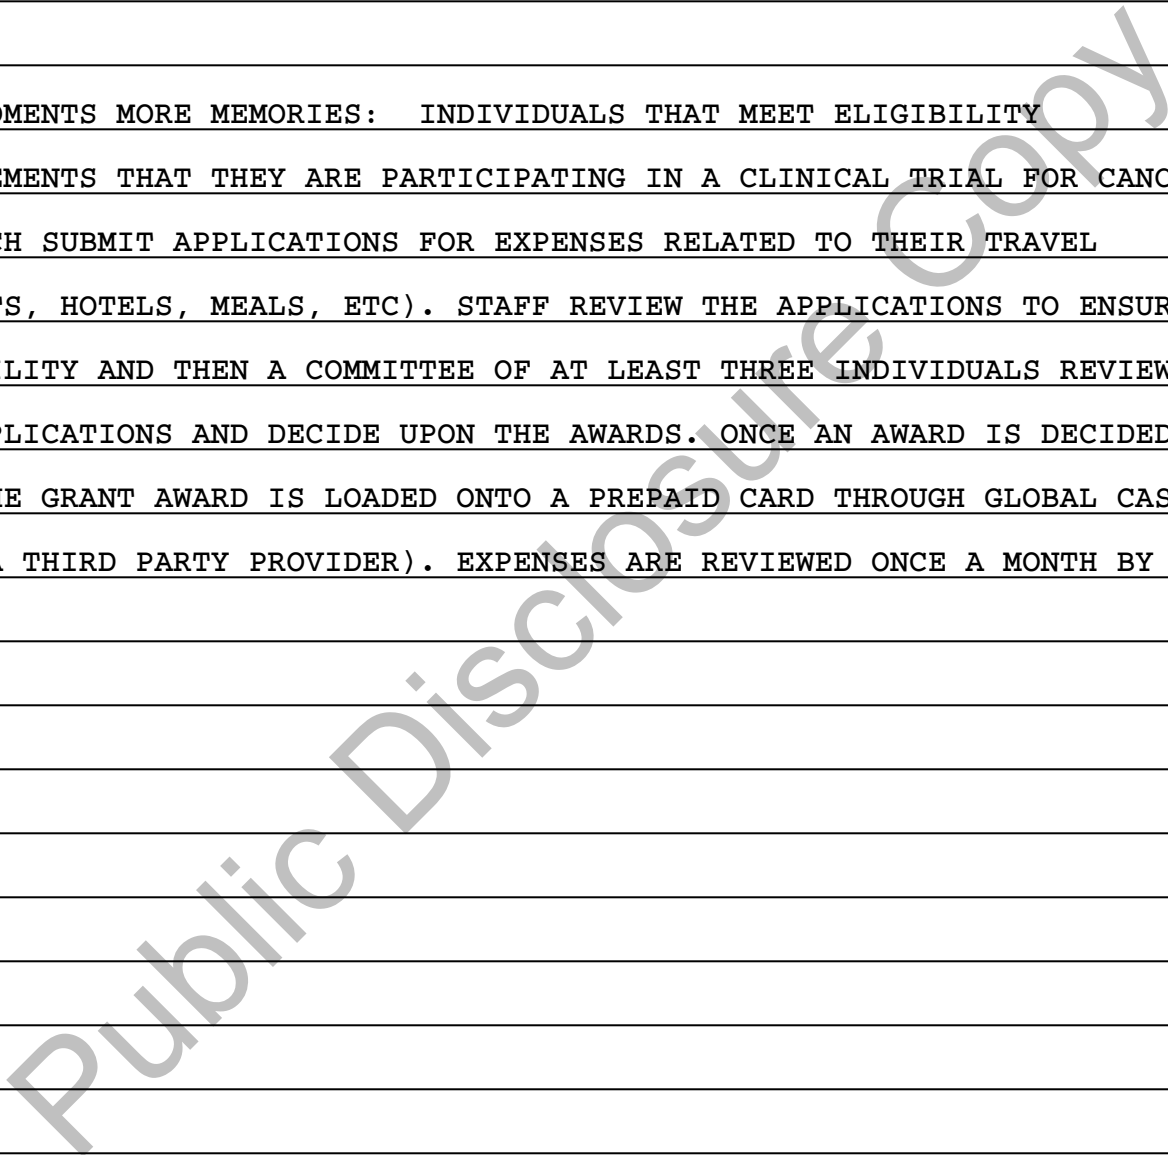 OMENTS MORE MEMORIES: INDIVIDUALS THAT MEET ELIGIBILITY
EMENTS THAT THEY ARE PARTICIPATING IN A CLINICAL TRIAL FOR CANC
CH SUBMIT APPLICATIONS FOR EXPENSES RELATED TO THEIR TRAVEL
TS, HOTELS, MEALS, ETC). STAFF REVIEW THE APPLICATIONS TO ENSUR
ILITY AND THEN A COMMITTEE OF AT LEAST THREE INDIVIDUALS REVIEW
PLICATIONS AND DECIDE UPON THE AWARDS. ONCE AN AWARD IS DECIDED
HE GRANT AWARD IS LOADED ONTO A PREPAID CARD THROUGH GLOBAL CAS
A THIRD PARTY PROVIDER). EXPENSES ARE REVIEWED ONCE A MONTH BY
Public Disclosure Copy